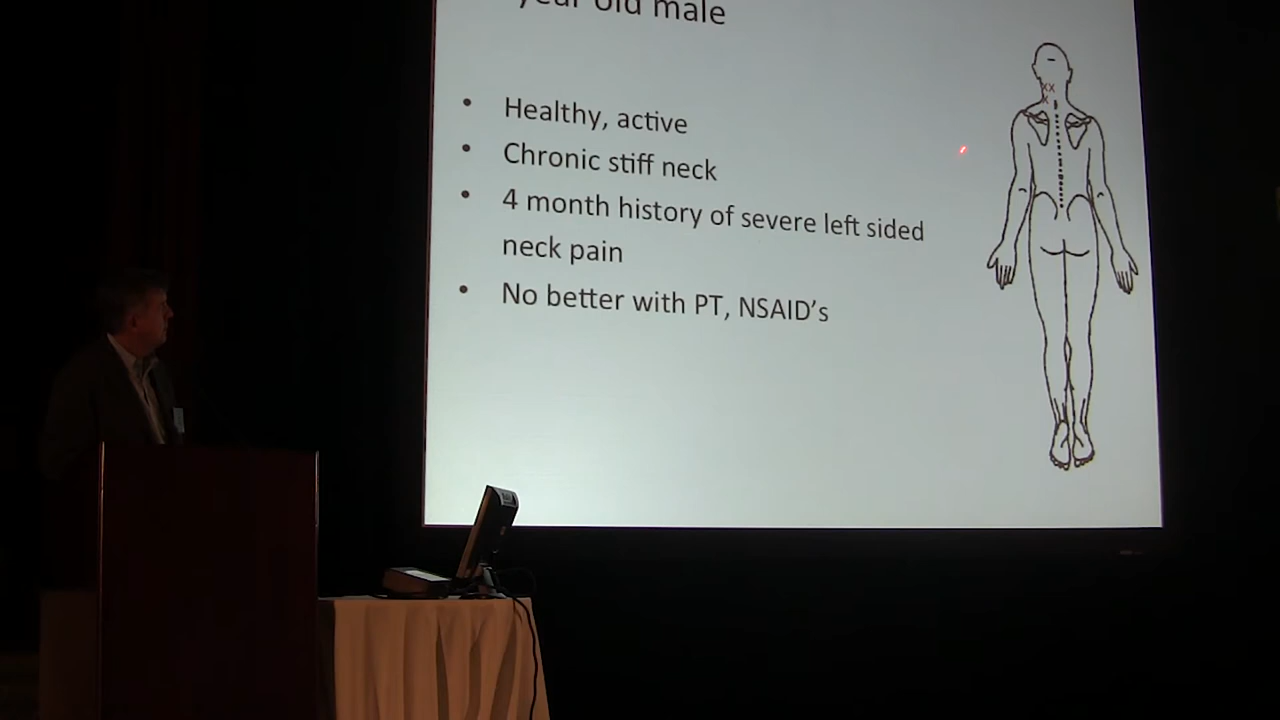 year old male
• Healthy, active
• Chronic stiff neck
• 4 month history of severe left sided
neck pain
• No better with PT, NSAID's
XX
X